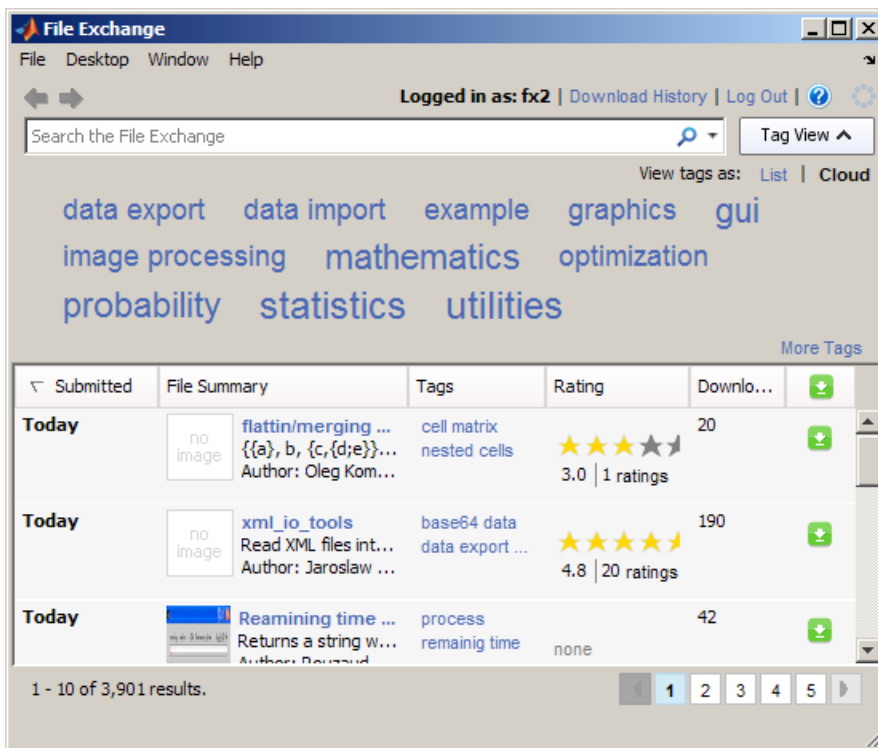 File Exchange
File Desktop Window Help
Logged in as: fx2 | Download History | Log Out |
Search the File Exchange
Tag View
View tags as: List | Cloud
data export data import example graphics gui
image processing mathematics optimization
probability statistics utilities
More Tags
Submitted File Summary Tags Rating Downlo...
Today no image flattin/merging ... cell matrix 20
{{a}, b, {c,{d;e}}... nested cells
Author: Oleg Kom... 3.0 | 1 ratings
Today no image xml_io_tools base64 data 190
Read XML files int... data export ...
Author: Jaroslaw ... 4.8 | 20 ratings
Today Reamining time ... process 42
Returns a string w... remainig time none
Author: Rouzaud
1 - 10 of 3,901 results. 1 2 3 4 5